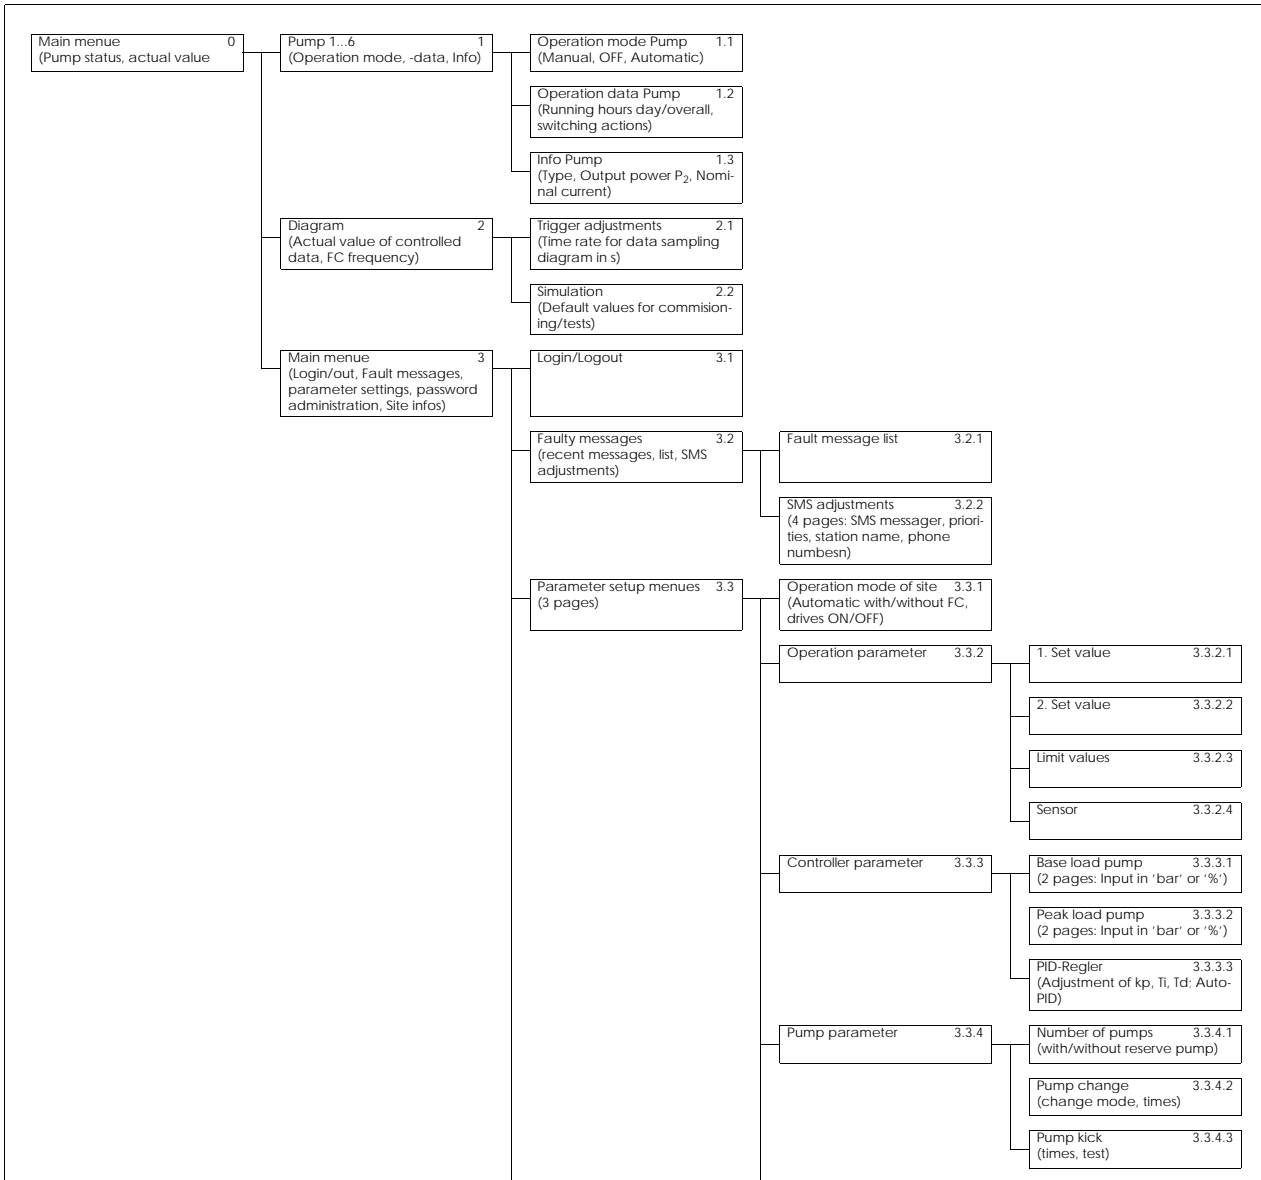 Main menue 0
(Pump status, actual value
Pump 1...6 1
(Operation mode, -data, Info)
Operation mode Pump 1.1
(Manual, OFF, Automatic)
Operation data Pump 1.2
(Running hours day/overall,
switching actions)
Info Pump 1.3
(Type, Output power P2, Nomi-
nal current)
Diagram 2
(Actual value of controlled
data, FC frequency)
Trigger adjustments 2.1
(Time rate for data sampling
diagram in s)
Simulation 2.2
(Default values for commision-
ing/tests)
Main menue 3
(Login/out, Fault messages,
parameter settings, password
administration, Site infos)
Login/Logout 3.1
Faulty messages 3.2
(recent messages, list, SMS
adjustments)
Fault message list 3.2.1
SMS adjustments 3.2.2
(4 pages: SMS messager, priori-
ties, station name, phone
numbesn)
Parameter setup menues 3.3
(3 pages)
Operation mode of site 3.3.1
(Automatic with/without FC,
drives ON/OFF)
Operation parameter 3.3.2
1. Set value 3.3.2.1
2. Set value 3.3.2.2
Limit values 3.3.2.3
Sensor 3.3.2.4
Controller parameter 3.3.3
Base load pump 3.3.3.1
(2 pages: Input in ‘bar’ or ‘%’)
Peak load pump 3.3.3.2
(2 pages: Input in ‘bar’ or ‘%’)
PID-Regler 3.3.3.3
(Adjustment of kp, Ti, Td; Auto-
PID)
Pump parameter 3.3.4
Number of pumps 3.3.4.1
(with/without reserve pump)
Pump change 3.3.4.2
(change mode, times)
Pump kick 3.3.4.3
(times, test)